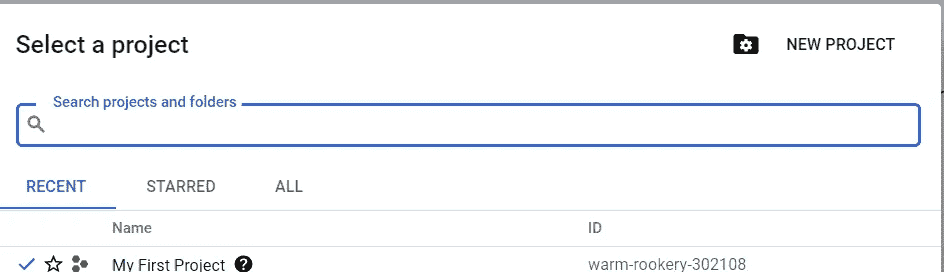 Select a project
NEW PROJECT
Search projects and folders
RECENT STARRED ALL
Name ID
My First Project warm-rookery-302108